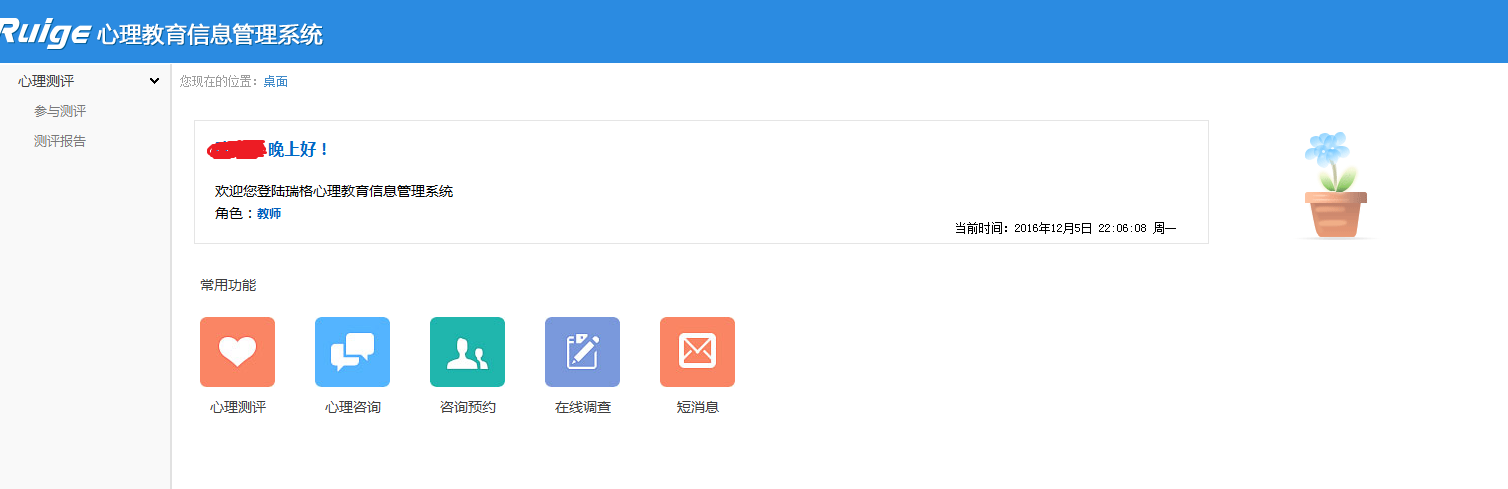 Ruige 心理教育信息管理系统
心理测评
参与测评
测评报告
您现在的位置：桌面
晚上好！
欢迎您登陆瑞格心理教育信息管理系统
角色：教师
当前时间：2016年12月5日 22:06:08 周一
常用功能
心理测评
心理咨询
咨询预约
在线调查
短消息